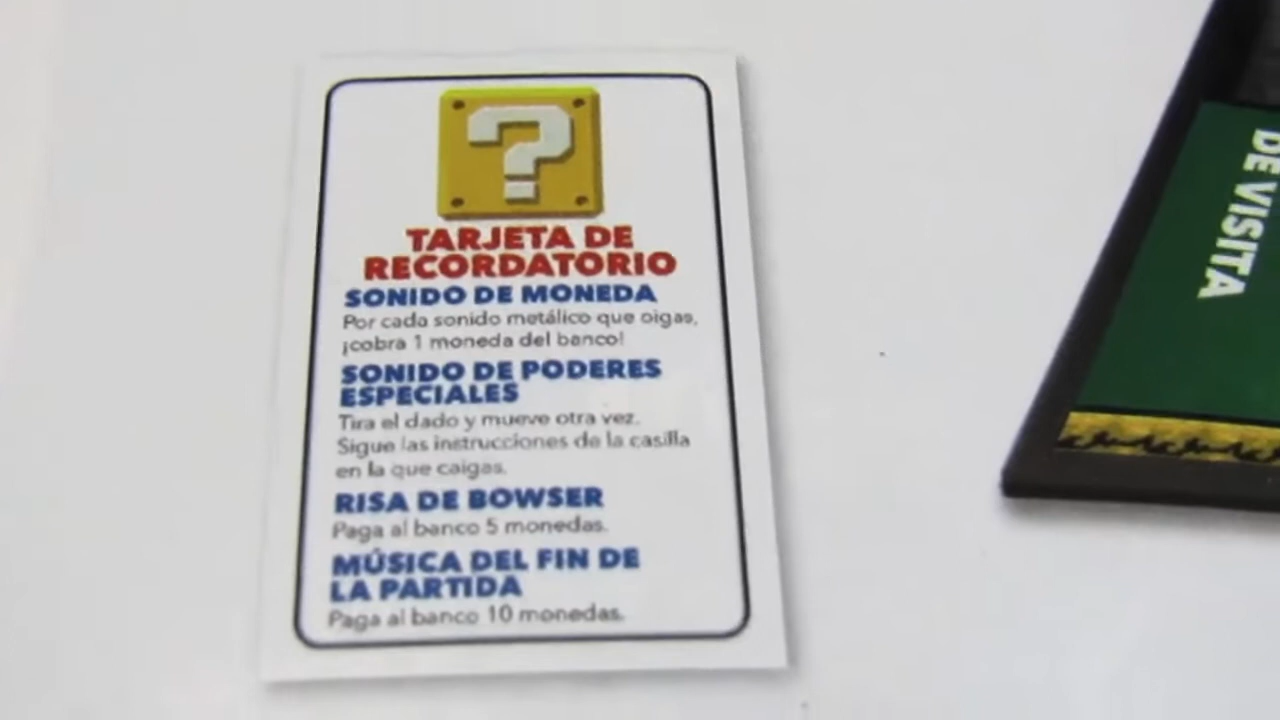 ?
TARJETA DE
RECORDATORIO
SONIDO DE MONEDA
Por cada sonido metálico que oigas,
¡cobra 1 moneda del banco!
SONIDO DE PODERES
ESPECIALES
Tira el dado y mueve otra vez.
Sigue las instrucciones de la casilla
en la que caigas.
RISA DE BOWSER
Paga al banco 5 monedas.
MÚSICA DEL FIN DE
LA PARTIDA
Paga al banco 10 monedas.
DE VISITA